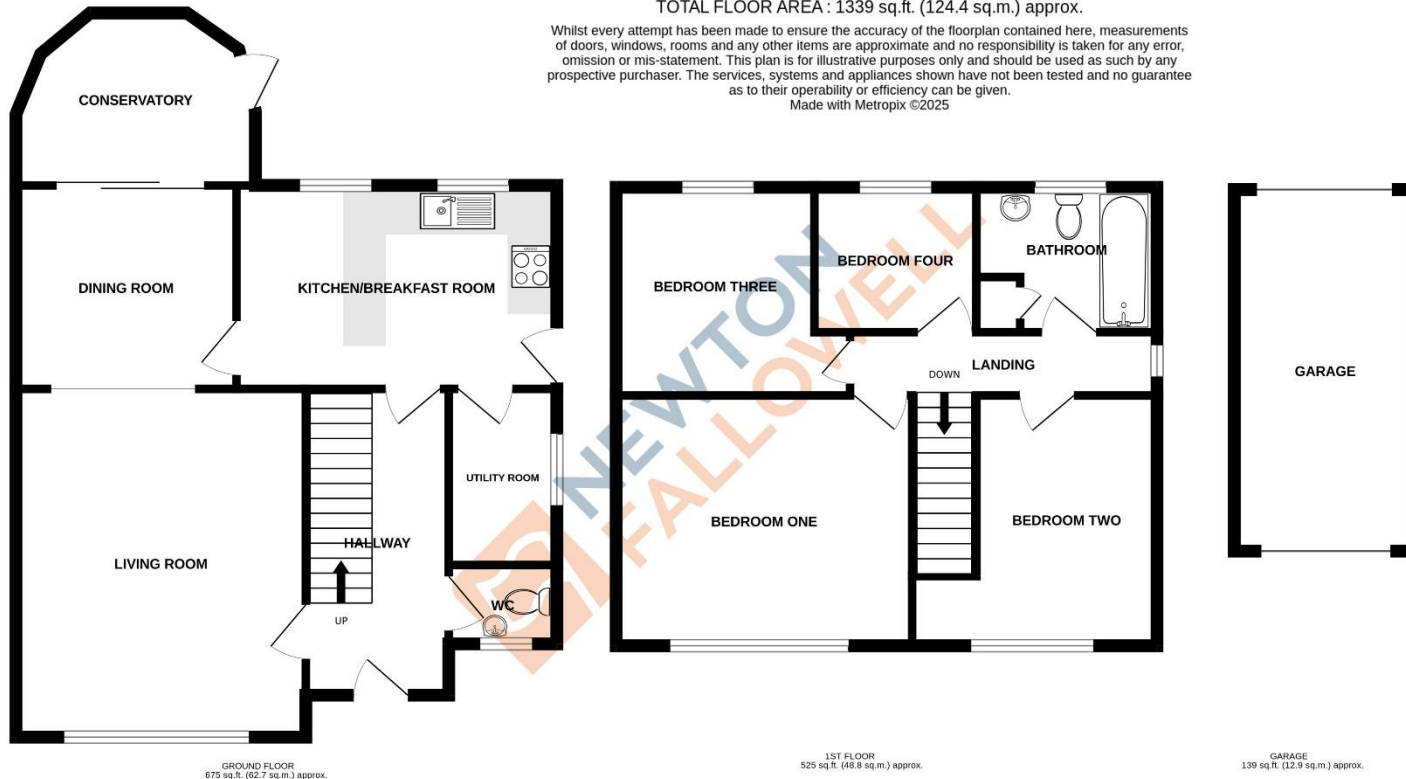 TOTAL FLOOR AREA : 1339 sq.ft. (124.4 sq.m.) approx.
Whilst every attempt has been made to ensure the accuracy of the floorplan contained here, measurements
of doors, windows, rooms and any other items are approximate and no responsibility is taken for any error,
omission or mis-statement. This plan is for illustrative purposes only and should be used as such by any
prospective purchaser. The services, systems and appliances shown have not been tested and no guarantee
as to their operability or efficiency can be given.
Made with Metropix ©2025
CONSERVATORY
DINING ROOM
KITCHEN/BREAKFAST ROOM
UTILITY ROOM
HALLWAY
LIVING ROOM
WC
UP
GROUND FLOOR
675 sq.ft. (62.7 sq.m.) approx.
BEDROOM THREE
BEDROOM FOUR
BATHROOM
LANDING
DOWN
BEDROOM ONE
BEDROOM TWO
1ST FLOOR
525 sq.ft. (48.8 sq.m.) approx.
GARAGE
GARAGE
139 sq.ft. (12.9 sq.m.) approx.
NEWTON
FALLOWELL